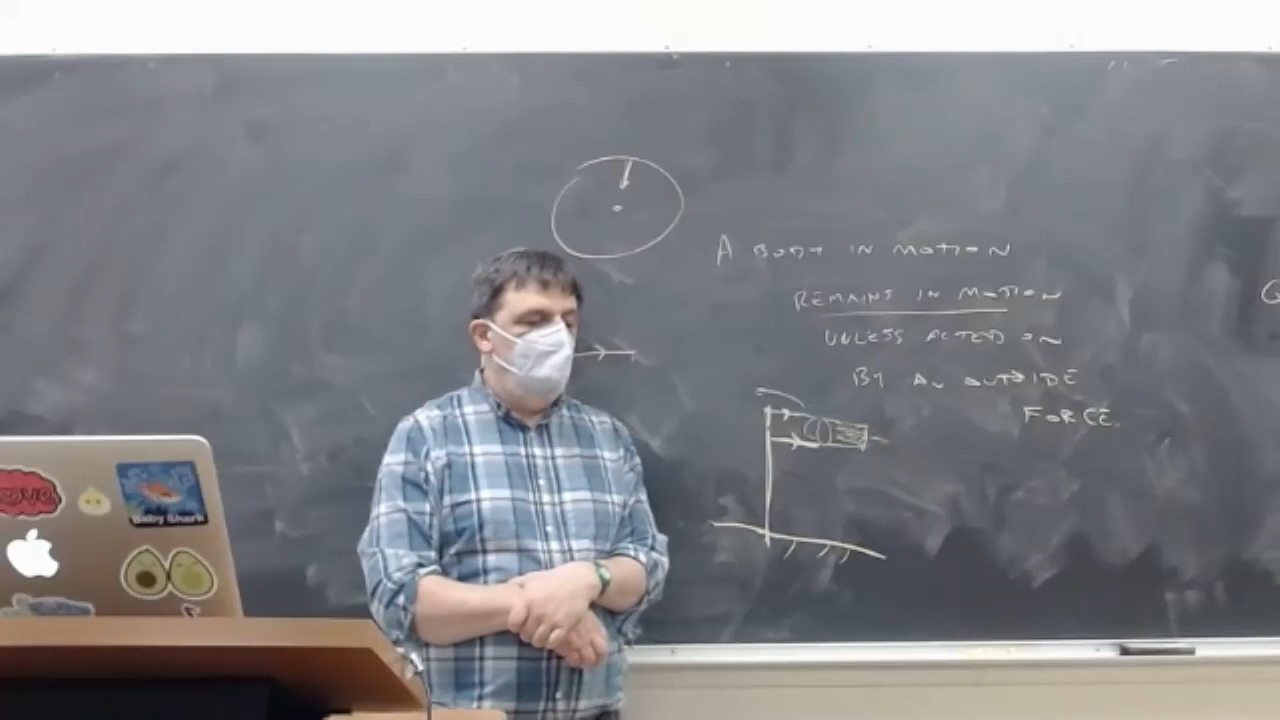 A BODY IN MOTION
REMAINS IN MOTION
UNLESS ACTED ON
BY AN OUTSIDE
FORCE.
Baby Shark